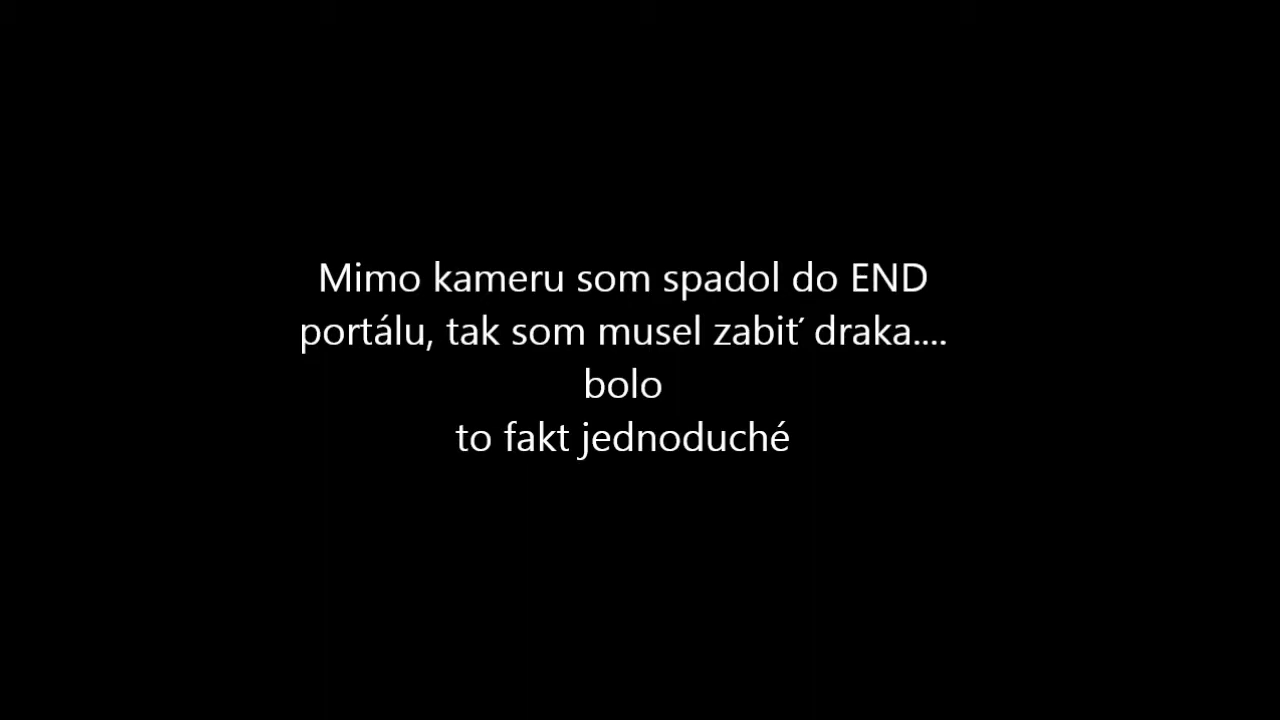 Mimo kameru som spadol do END
portálu, tak som musel zabiť draka....
bolo
to fakt jednoduché